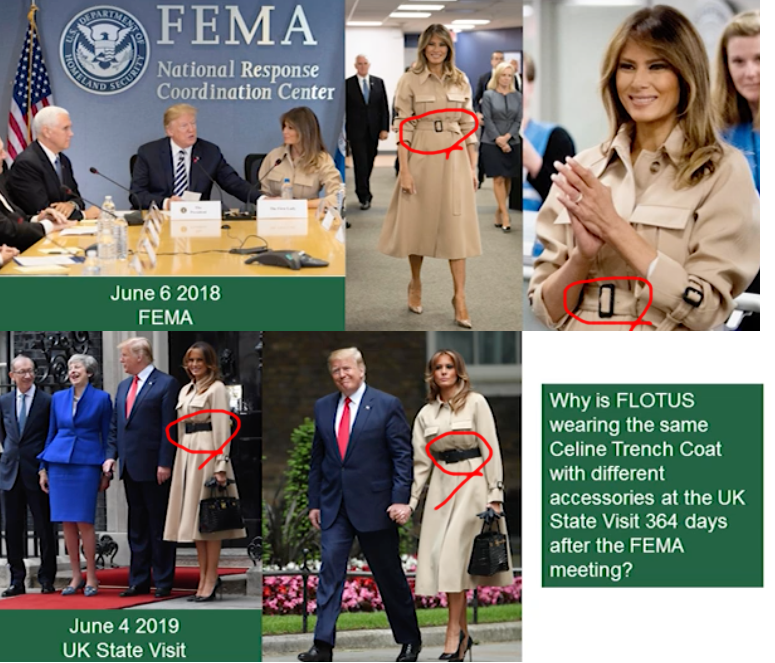 FEMA
National Response
Coordination Center
U.S. DEPARTMENT OF
HOMELAND SECURITY
June 6 2018
FEMA
June 4 2019
UK State Visit
Why is FLOTUS
wearing the same
Celine Trench Coat
with different
accessories at the UK
State Visit 364 days
after the FEMA
meeting?